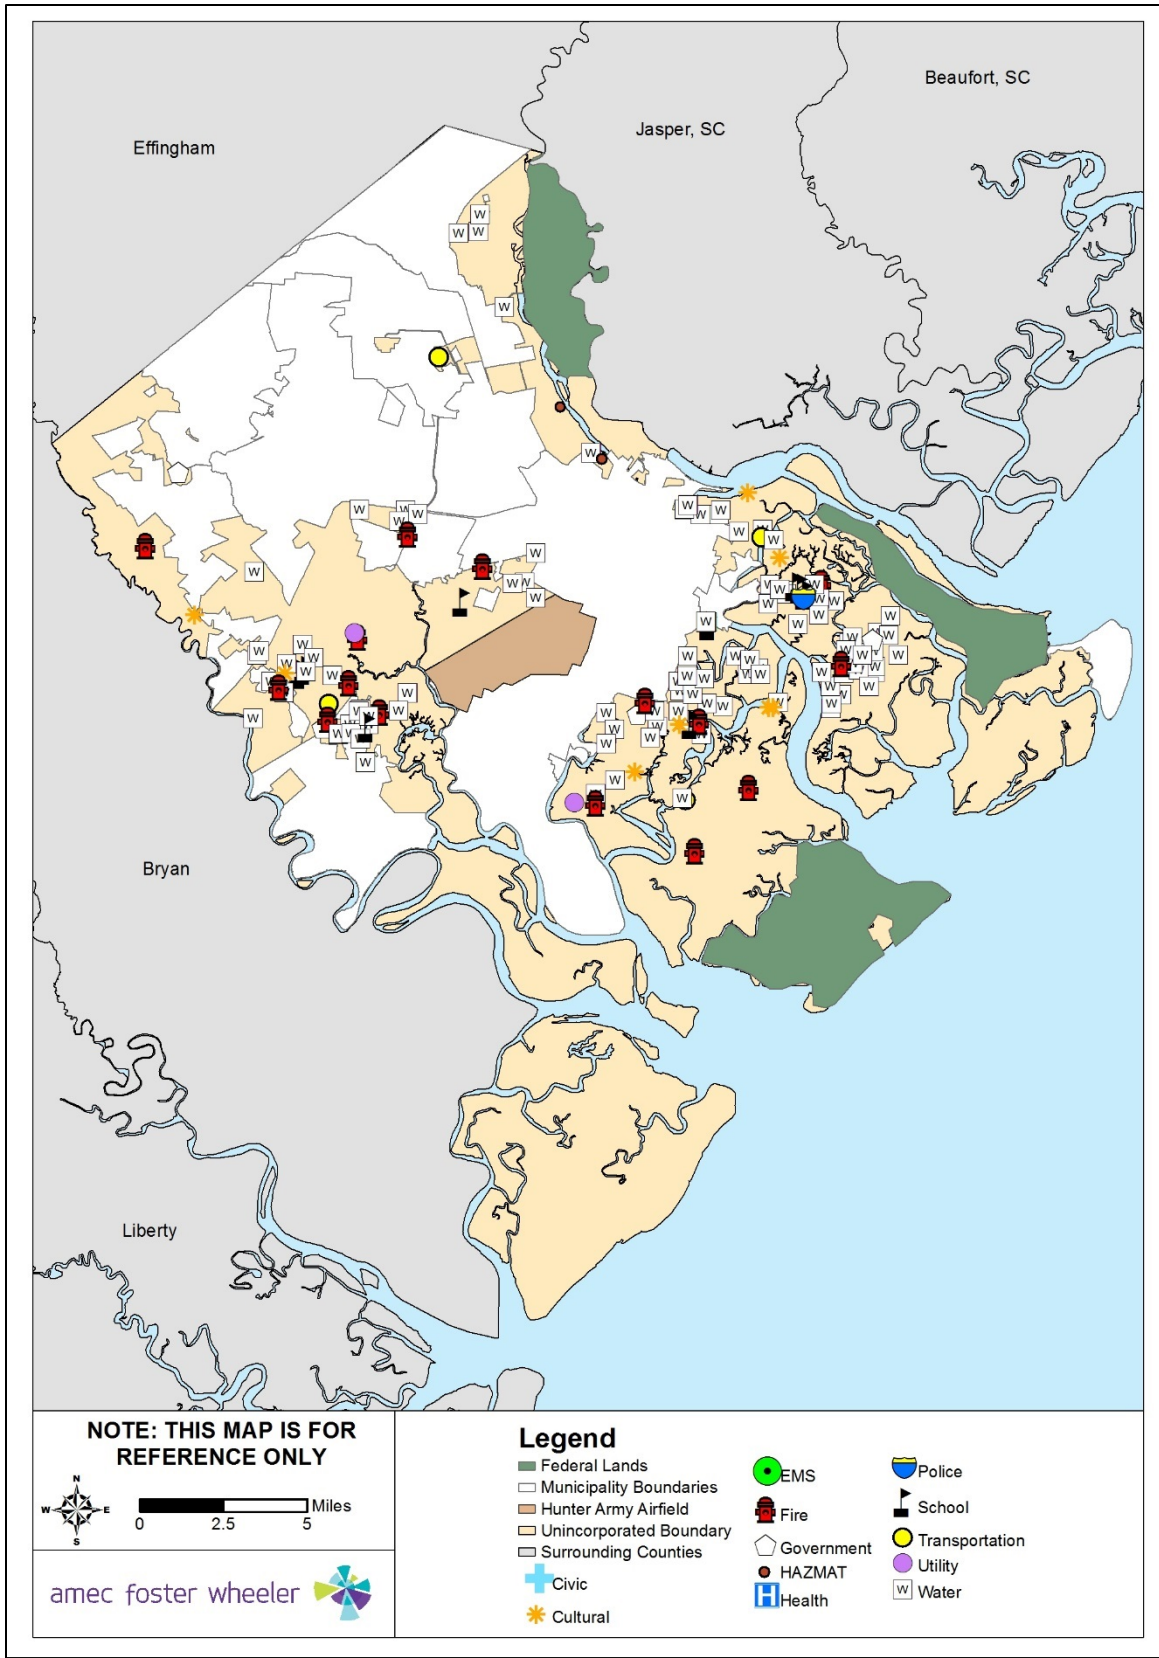 Beaufort, SC
Jasper, SC
Effingham
Bryan
Liberty
NOTE: THIS MAP IS FOR
REFERENCE ONLY
N
W E
S
Miles
0 2.5 5
amec foster wheeler
Legend
Federal Lands
Municipality Boundaries
Hunter Army Airfield
Unincorporated Boundary
Surrounding Counties
Civic
Cultural
EMS
Fire
Government
HAZMAT
H Health
Police
School
Transportation
Utility
W Water